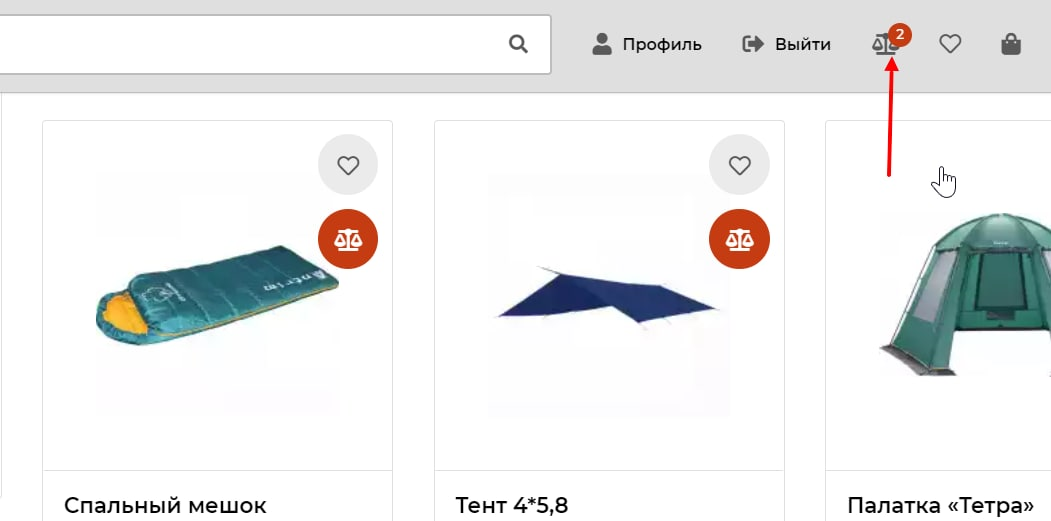 Профиль
Выйти
2
Спальный мешок
Тент 4*5,8
Палатка «Тетра»